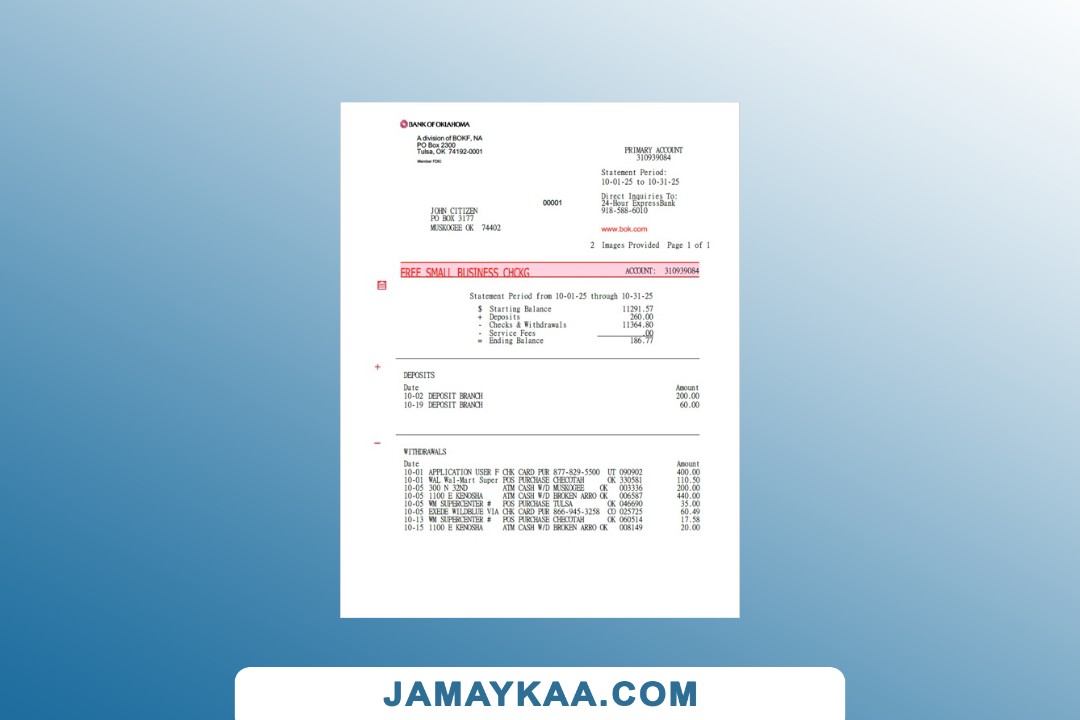 BANK OF OKLAHOMA
A division of BOKF, NA
PO Box 2300
Tulsa, OK 74192-0001
Member FDIC
PRIMARY ACCOUNT
310939084
Statement Period:
10-01-25 to 10-31-25
Direct Inquiries To:
24-Hour ExpressBank
918-588-6010
00001
JOHN CITIZEN
PO BOX 3177
MUSKOGEE OK 74402
www.bok.com
2 Images Provided Page 1 of 1
FREE SMALL BUSINESS CHCKG ACCOUNT: 310939084
Statement Period from 10-01-25 through 10-31-25
$ Starting Balance 11291.57
+ Deposits 260.00
- Checks & Withdrawals 11364.80
- Service Fees .00
= Ending Balance 186.77
+
DEPOSITS
Date Amount
10-02 DEPOSIT BRANCH 200.00
10-19 DEPOSIT BRANCH 60.00
-
WITHDRAWALS
Date Amount
10-01 APPLICATION USER F CHK CARD PUR 877-829-5500 UT 090902 400.00
10-01 WAL Wal-Mart Super POS PURCHASE CHECOTAH OK 330581 110.50
10-05 300 N 32ND ATM CASH W/D MUSKOGEE OK 003336 200.00
10-05 1100 E KENOSHA ATM CASH W/D BROKEN ARRO OK 006587 440.00
10-05 WM SUPERCENTER # POS PURCHASE TULSA OK 046690 35.00
10-05 EXEDE WILDBLUE VIA CHK CARD PUR 866-945-3258 CO 025725 60.49
10-13 WM SUPERCENTER # POS PURCHASE CHECOTAH OK 060514 17.58
10-15 1100 E KENOSHA ATM CASH W/D BROKEN ARRO OK 008149 20.00
JAMAYKAA.COM